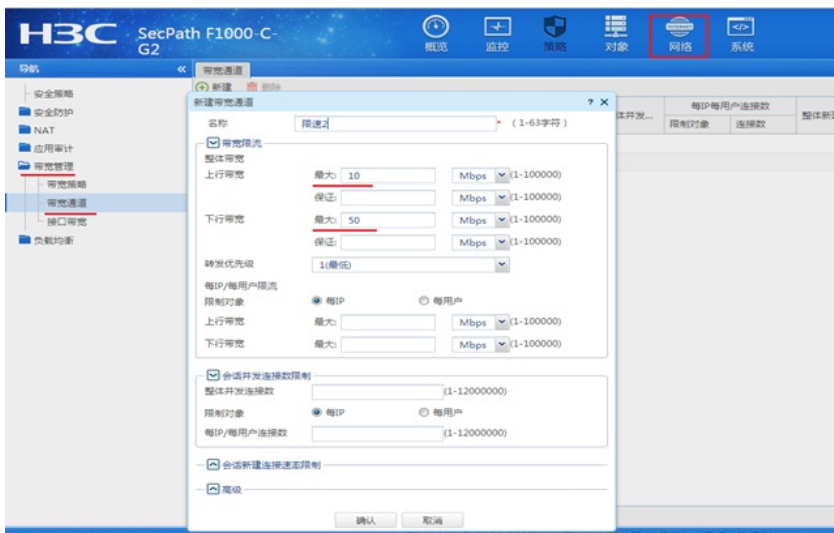 H3C SecPath F1000-C-G2
概览 监控 策略 对象 网络 系统
导航 «
带宽通道
新建 删除
安全策略
安全防护
NAT
应用审计
带宽管理
带宽策略
带宽通道
接口带宽
负载均衡
新建带宽通道 ? X
名称 限速2 * (1-63字符)
带宽限流
整体带宽
上行带宽 最大: 10 Mbps (1-100000)
保证: Mbps (1-100000)
下行带宽 最大: 50 Mbps (1-100000)
保证: Mbps (1-100000)
转发优先级 1(最低)
每IP/每用户限流
限制对象 每IP 每用户
上行带宽 最大: Mbps (1-100000)
下行带宽 最大: Mbps (1-100000)
会话并发连接数限制
整体并发连接数 (1-12000000)
限制对象 每IP 每用户
每IP/每用户连接数 (1-12000000)
会话新建连接速率限制
高级
确认 取消
体并发... 每IP每用户连接数
限制对象 连接数 整体新